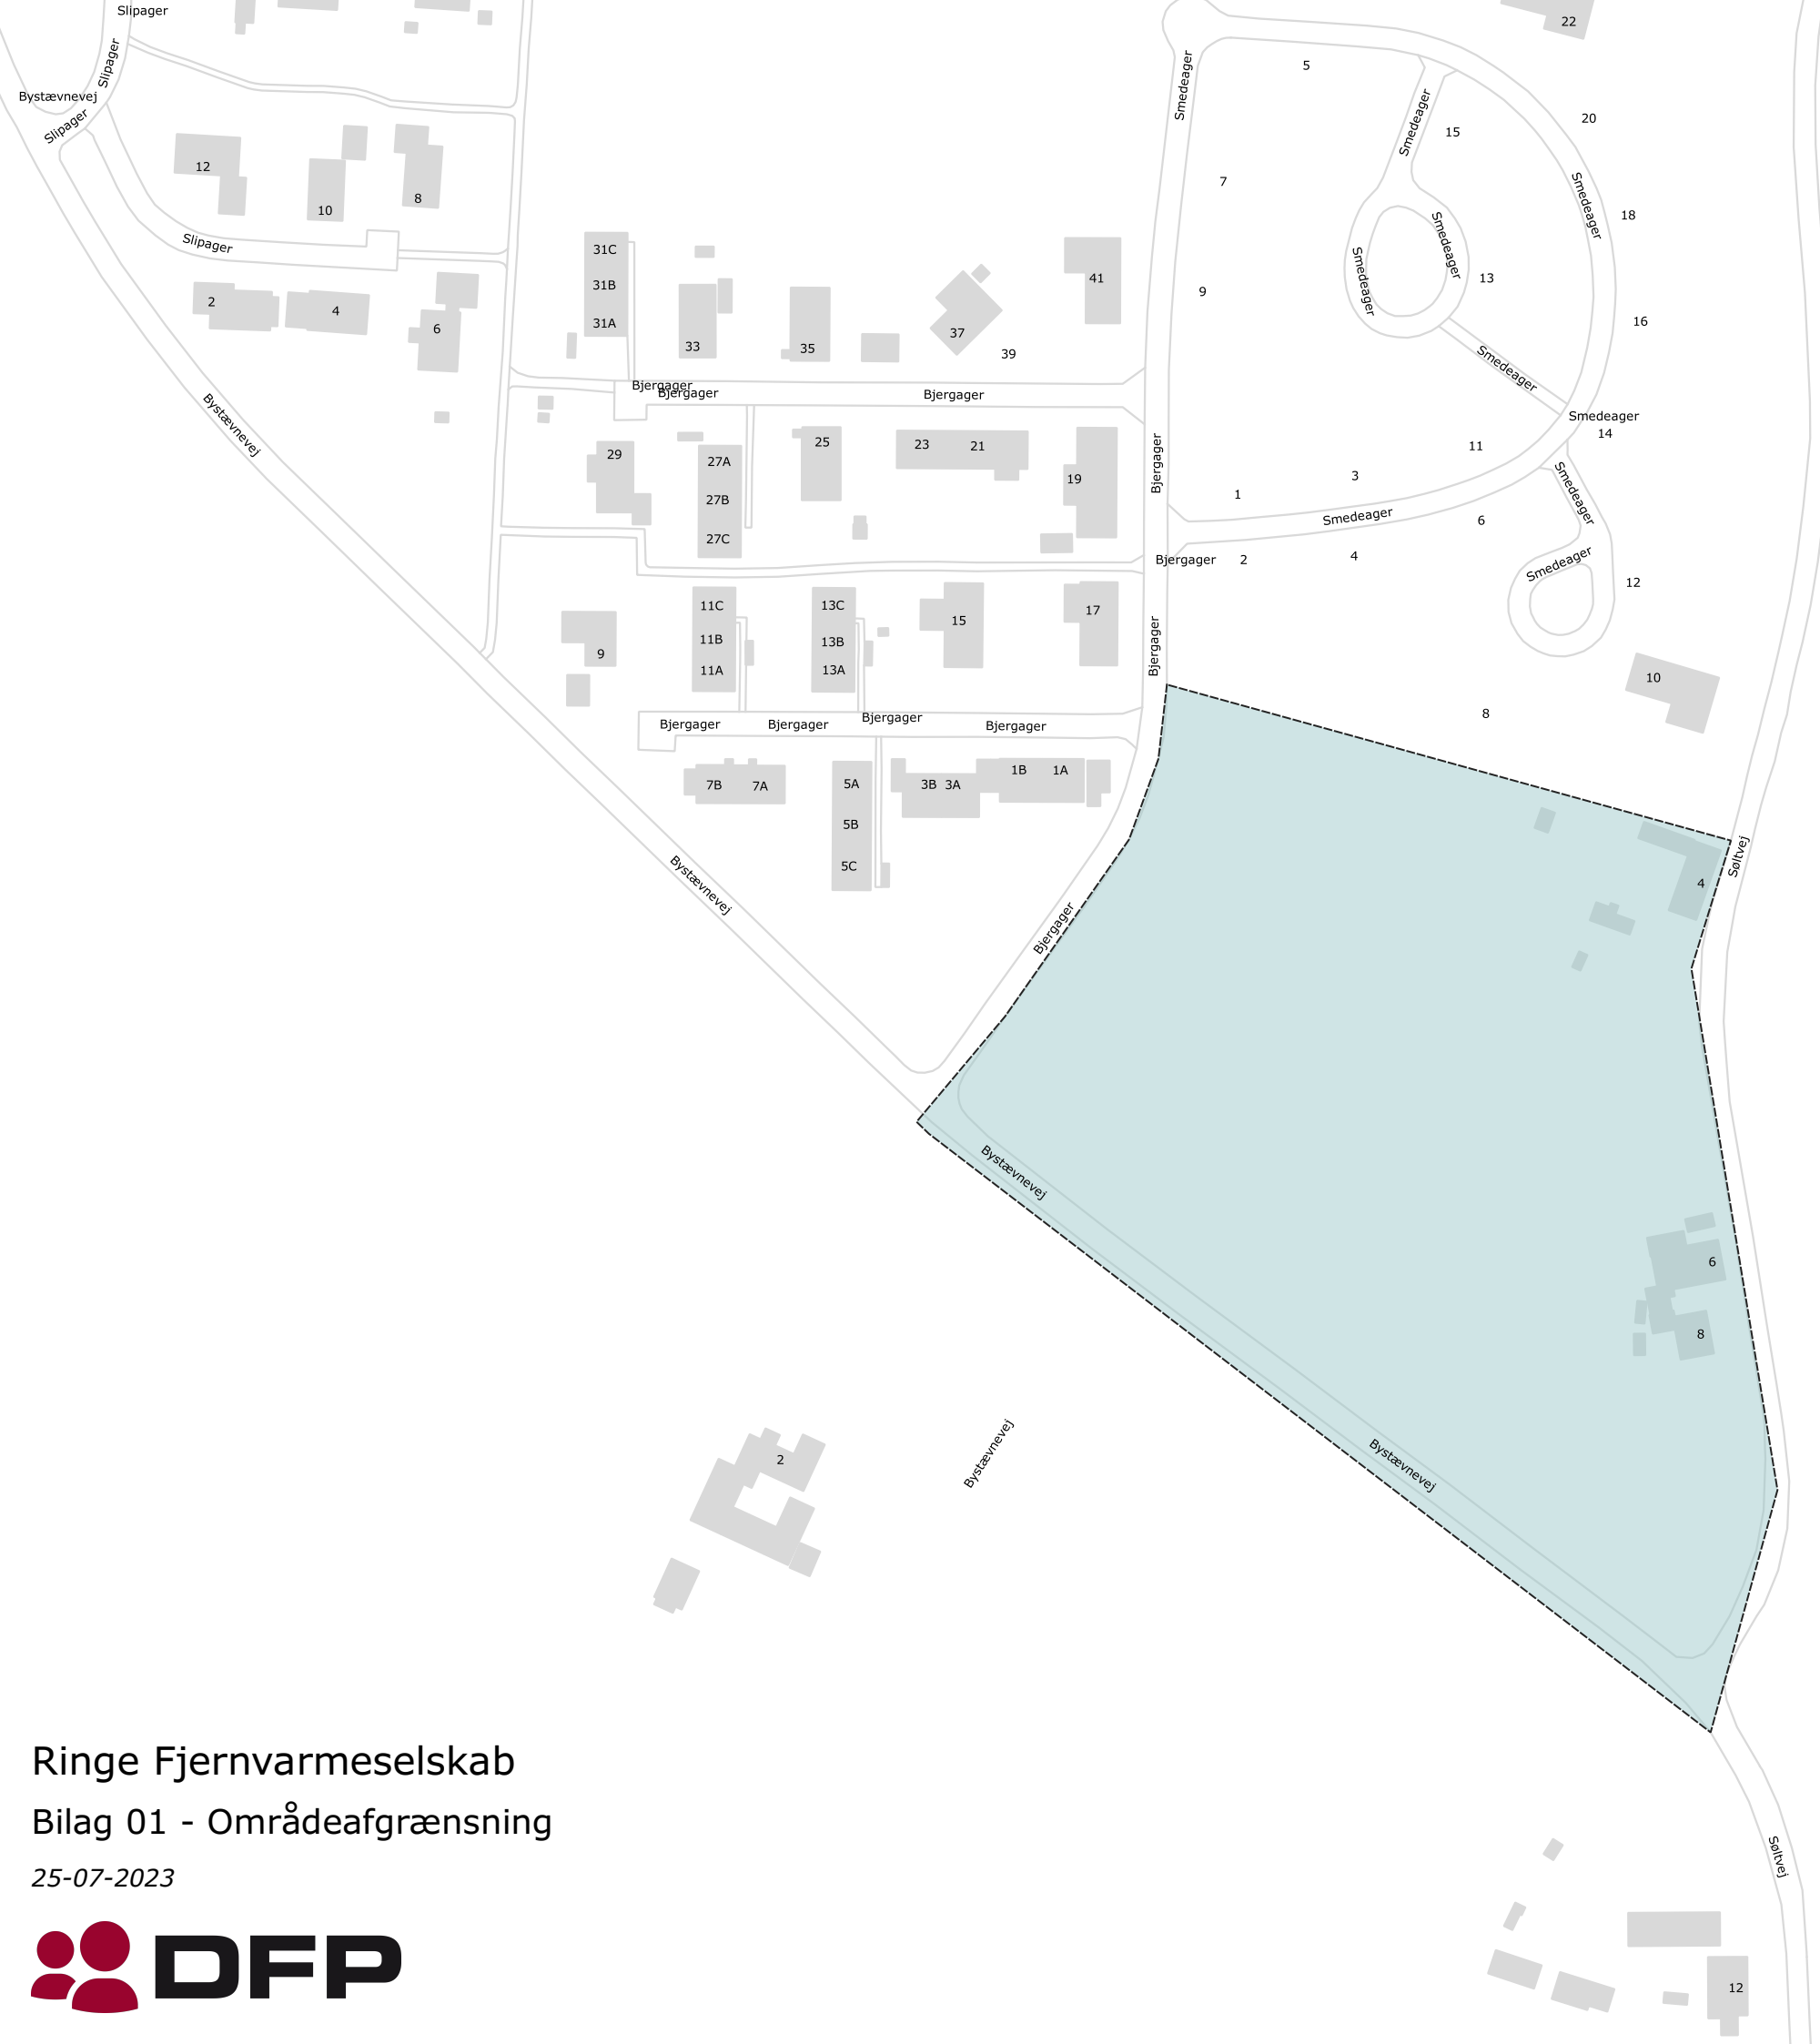 Slipager
22
Slipager
Smedeager
5
Bystævnevej
Slipager
Smedeager
15
20
12
10
8
7
Smedeager
18
Slipager
31C
Smedeager
Smedeager
13
41
2
4
6
31B
31A
33
35
37
39
9
16
Smedeager
Bjergager
Bjergager
Bjergager
Bystævnevej
Smedeager
14
29
27A
25
23
21
19
Bjergager
11
3
1
27B
Smedeager
Smedeager
6
27C
Bjergager
2
4
Smedeager
12
11C
13C
15
17
11B
13B
Bjergager
9
11A
13A
10
8
Bjergager
Bjergager
Bjergager
Bjergager
7B
7A
5A
3B
3A
1B
1A
5B
5C
Søltvej
4
Bystævnevej
Bjergager
Bystævnevej
6
8
Bystævnevej
2
Bystævnevej
Ringe Fjernvarmeselskab
Bilag 01 - Områdeafgrænsning
25-07-2023
Søltvej
DFP
12